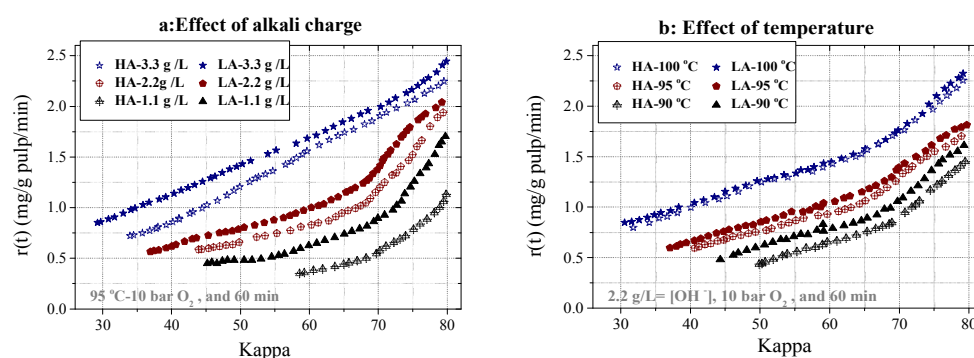 a:Effect of alkali charge
HA-3.3 g /L LA-3.3 g /L
HA-2.2g /L LA-2.2 g /L
HA-1.1 g /L LA-1.1 g /L
r(t) (mg/g pulp/min)
2.5
2.0
1.5
1.0
0.5
0.0
95 °C-10 bar O2 , and 60 min
30 40 50 60 70 80
Kappa
b: Effect of temperature
HA-100 °C LA-100 °C
HA-95 °C LA-95 °C
HA-90 °C LA-90 °C
r(t) (mg/g pulp/min)
2.5
2.0
1.5
1.0
0.5
0.0
2.2 g/L= [OH -], 10 bar O2 , and 60 min
30 40 50 60 70 80
Kappa